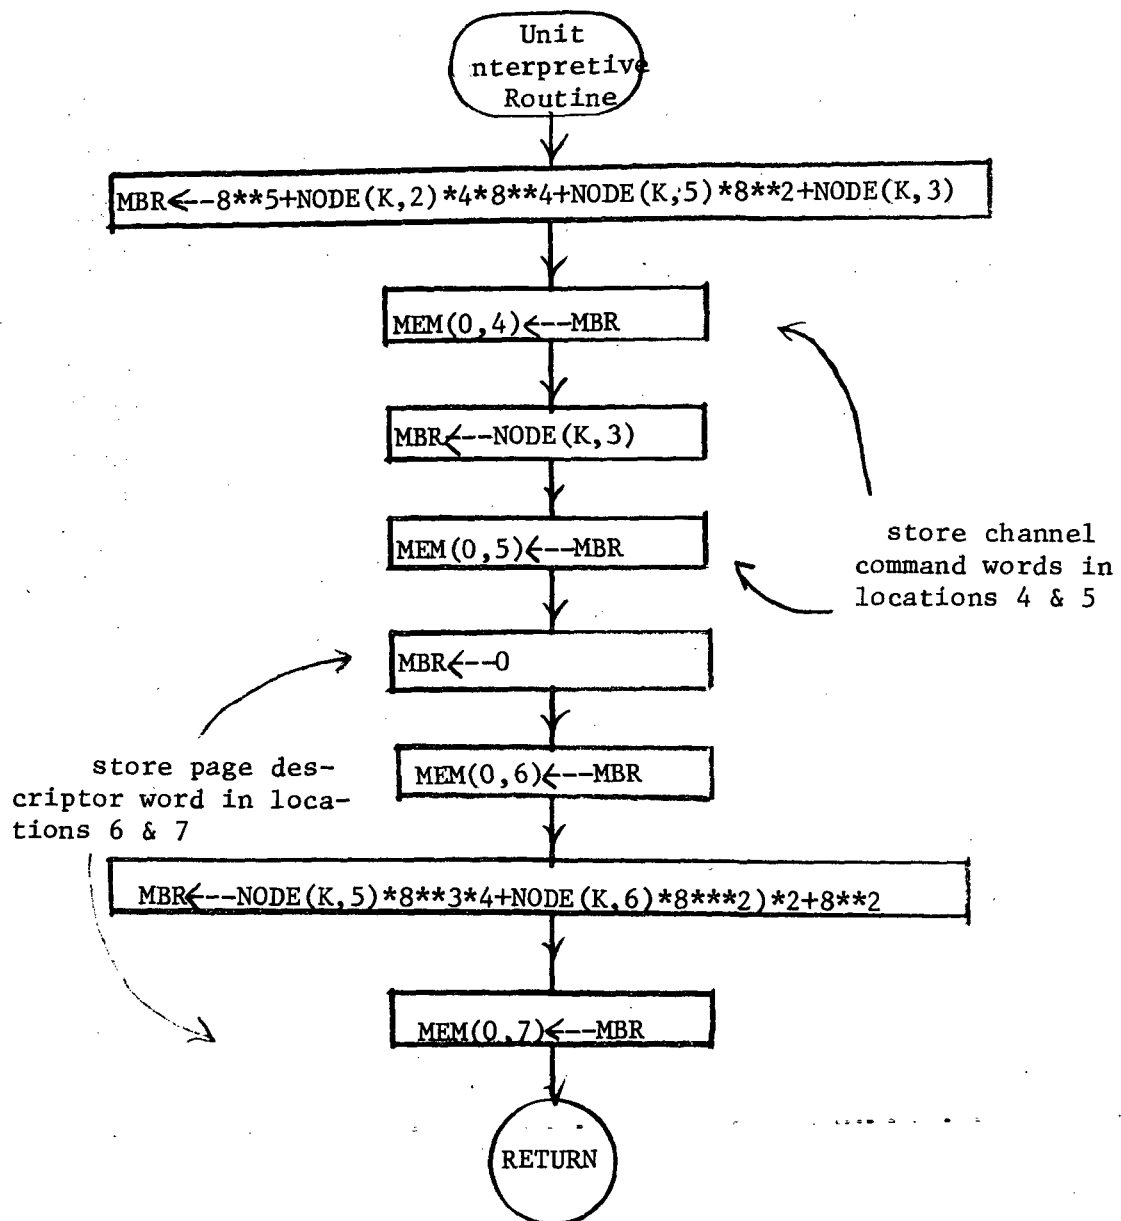 Unit
nterpretive
Routine
MBR<--8**5+NODE(K,2)*4*8**4+NODE(K,5)*8**2+NODE(K,3)
MEM(0,4)<--MBR
MBR<--NODE(K,3)
MEM(0,5)<--MBR
store channel
command words in
locations 4 & 5
MBR<--0
store page des-
criptor word in loca-
tions 6 & 7
MEM(0,6)<--MBR
MBR<--NODE(K,5)*8**3*4+NODE(K,6)*8***2)*2+8**2
MEM(0,7)<--MBR
RETURN